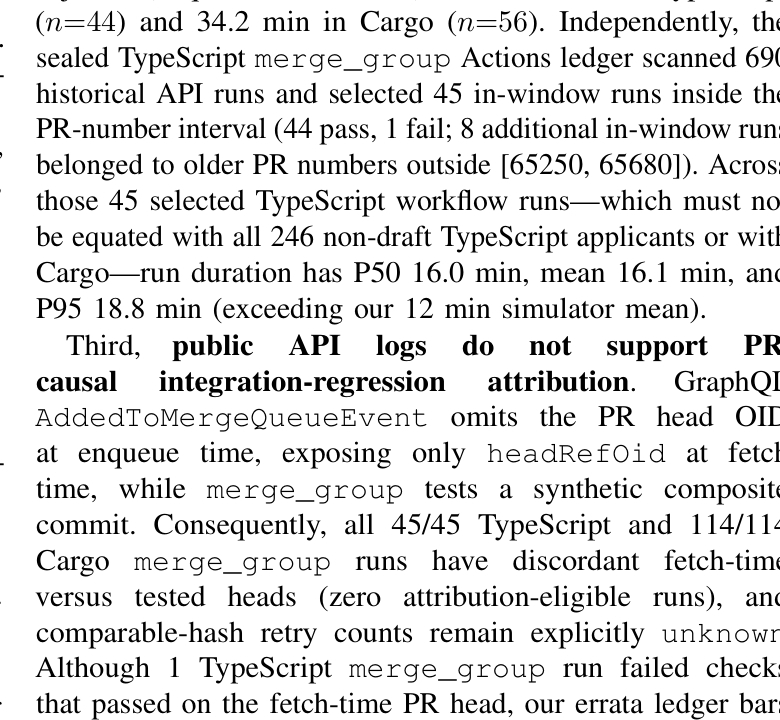 (n=44) and 34.2 min in Cargo (n=56). Independently, the
sealed TypeScript merge_group Actions ledger scanned 690
historical API runs and selected 45 in-window runs inside the
PR-number interval (44 pass, 1 fail; 8 additional in-window runs
belonged to older PR numbers outside [65250, 65680]). Across
those 45 selected TypeScript workflow runs—which must no
be equated with all 246 non-draft TypeScript applicants or with
Cargo—run duration has P50 16.0 min, mean 16.1 min, and
P95 18.8 min (exceeding our 12 min simulator mean).
Third, public API logs do not support PR
causal integration-regression attribution. GraphQL
AddedToMergeQueueEvent omits the PR head OID
at enqueue time, exposing only headRefOid at fetch
time, while merge_group tests a synthetic composite
commit. Consequently, all 45/45 TypeScript and 114/114
Cargo merge_group runs have discordant fetch-time
versus tested heads (zero attribution-eligible runs), and
comparable-hash retry counts remain explicitly unknown
Although 1 TypeScript merge_group run failed checks
that passed on the fetch-time PR head, our errata ledger bars